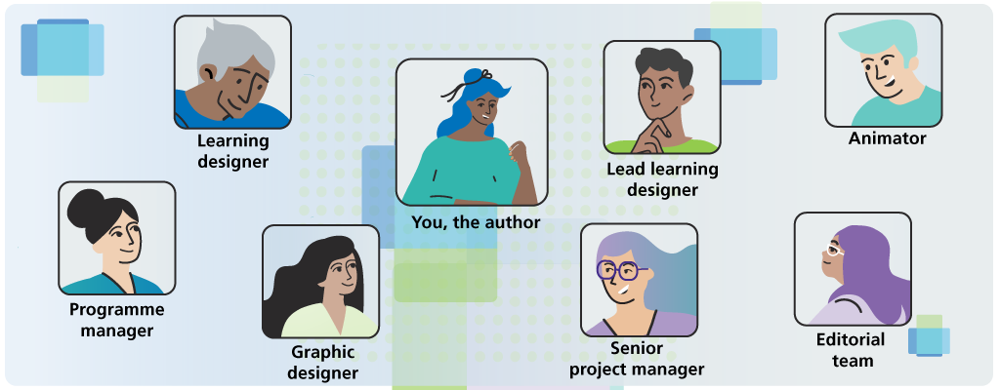 Learning
designer
You, the author
Lead learning
designer
Animator
Programme
manager
Graphic
designer
Senior
project manager
Editorial
team